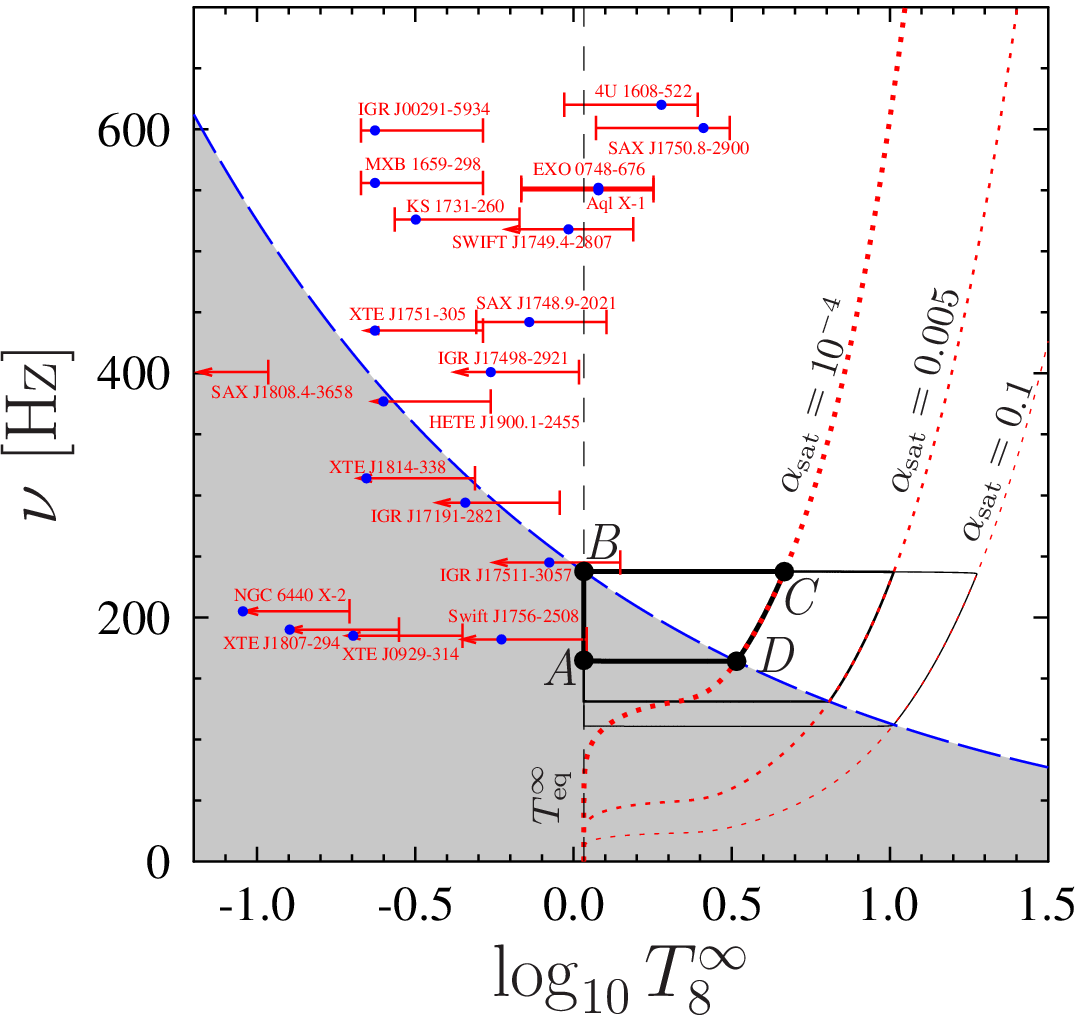 4U 1608-522
IGR J00291-5934
600
SAX J1750.8-2900
MXB 1659-298
EXO 0748-676
KS 1731-260
Aql X-1
SWIFT J1749.4-2807
SAX J1748.9-2021
XTE J1751-305
IGR J17498-2921
400
SAX J1808.4-3658
HETE J1900.1-2455
α_sat = 10^−4
α_sat = 0.005
α_sat = 0.1
ν [Hz]
XTE J1814-338
IGR J17191-2821
B
IGR J17511-3057
C
NGC 6440 X-2
200
Swift J1756-2508
XTE J1807-294
XTE J0929-314
A
D
T_eq^∞
0
-1.0
-0.5
0.0
0.5
1.0
1.5
log_10 T_8^∞